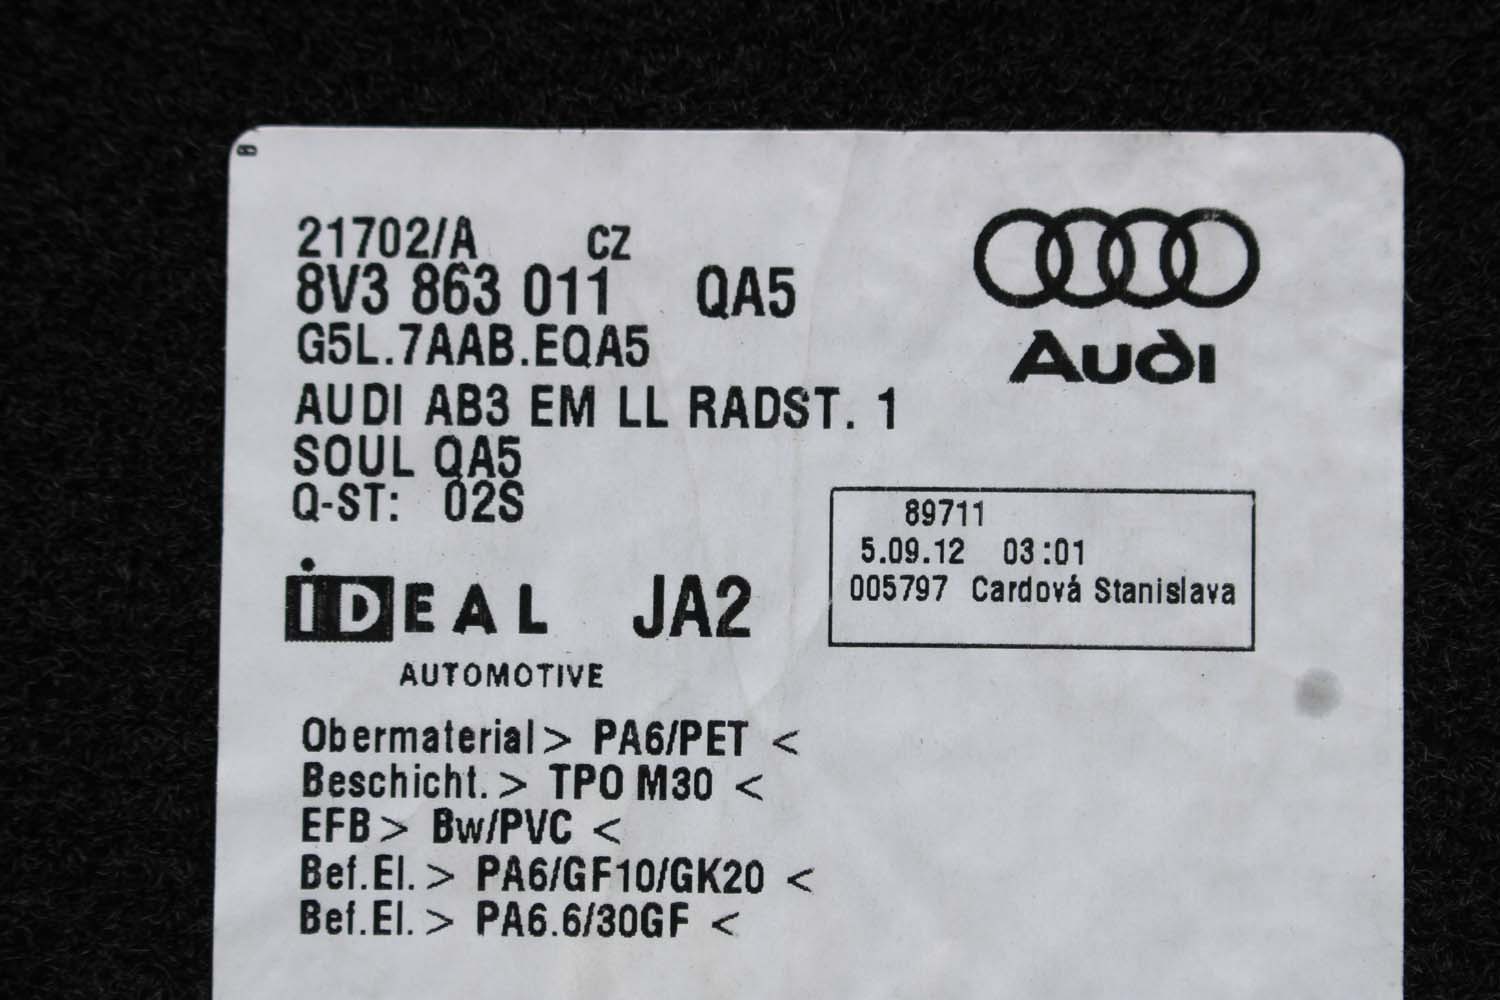 21702/A CZ
8V3 863 011 QA5
G5L.7AAB.EQA5
AUDI AB3 EM LL RADST. 1
SOUL QA5
Q-ST: 02S
Audi
89711
5.09.12 03:01
005797 Cardová Stanislava
iDEAL JA2
AUTOMOTIVE
Obermaterial> PA6/PET <
Beschicht.> TPO M30 <
EFB> Bw/PVC <
Bef.El.> PA6/GF10/GK20 <
Bef.El.> PA6.6/30GF <